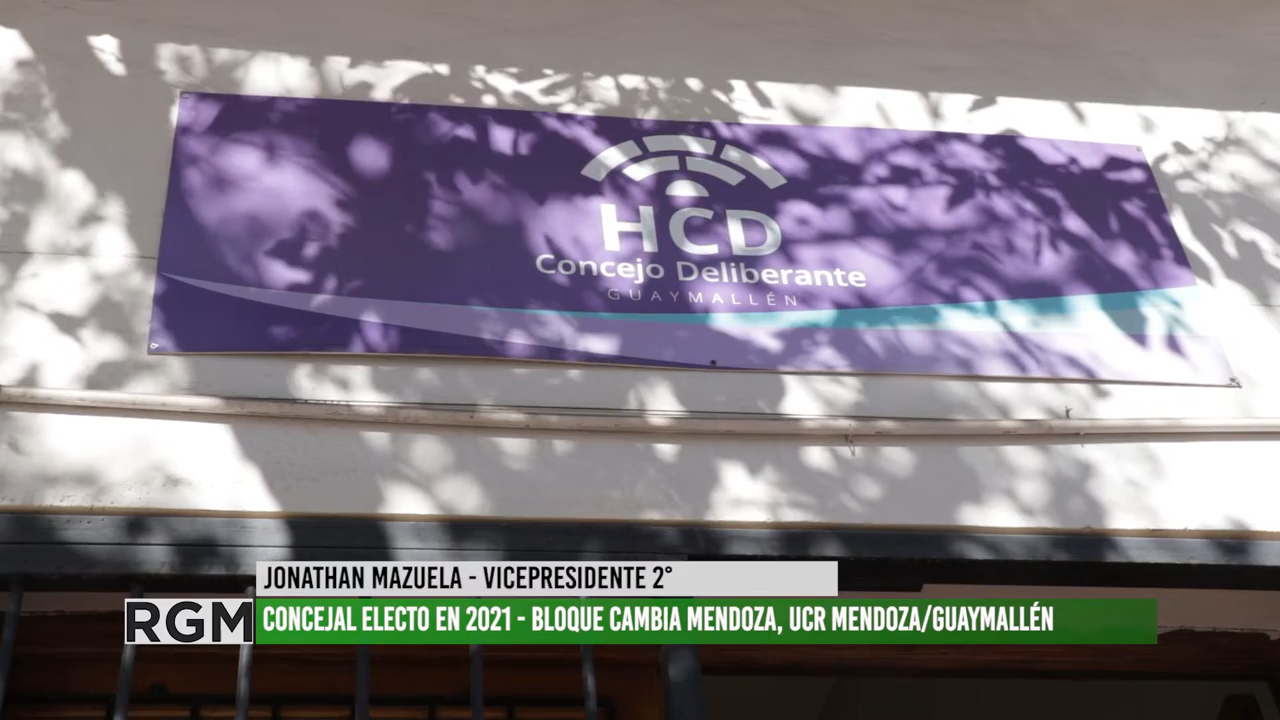 HCD
Concejo Deliberante
GUAYMALLÉN
JONATHAN MAZUELA - VICEPRESIDENTE 2°
RGM
CONCEJAL ELECTO EN 2021 - BLOQUE CAMBIA MENDOZA, UCR MENDOZA/GUAYMALLÉN